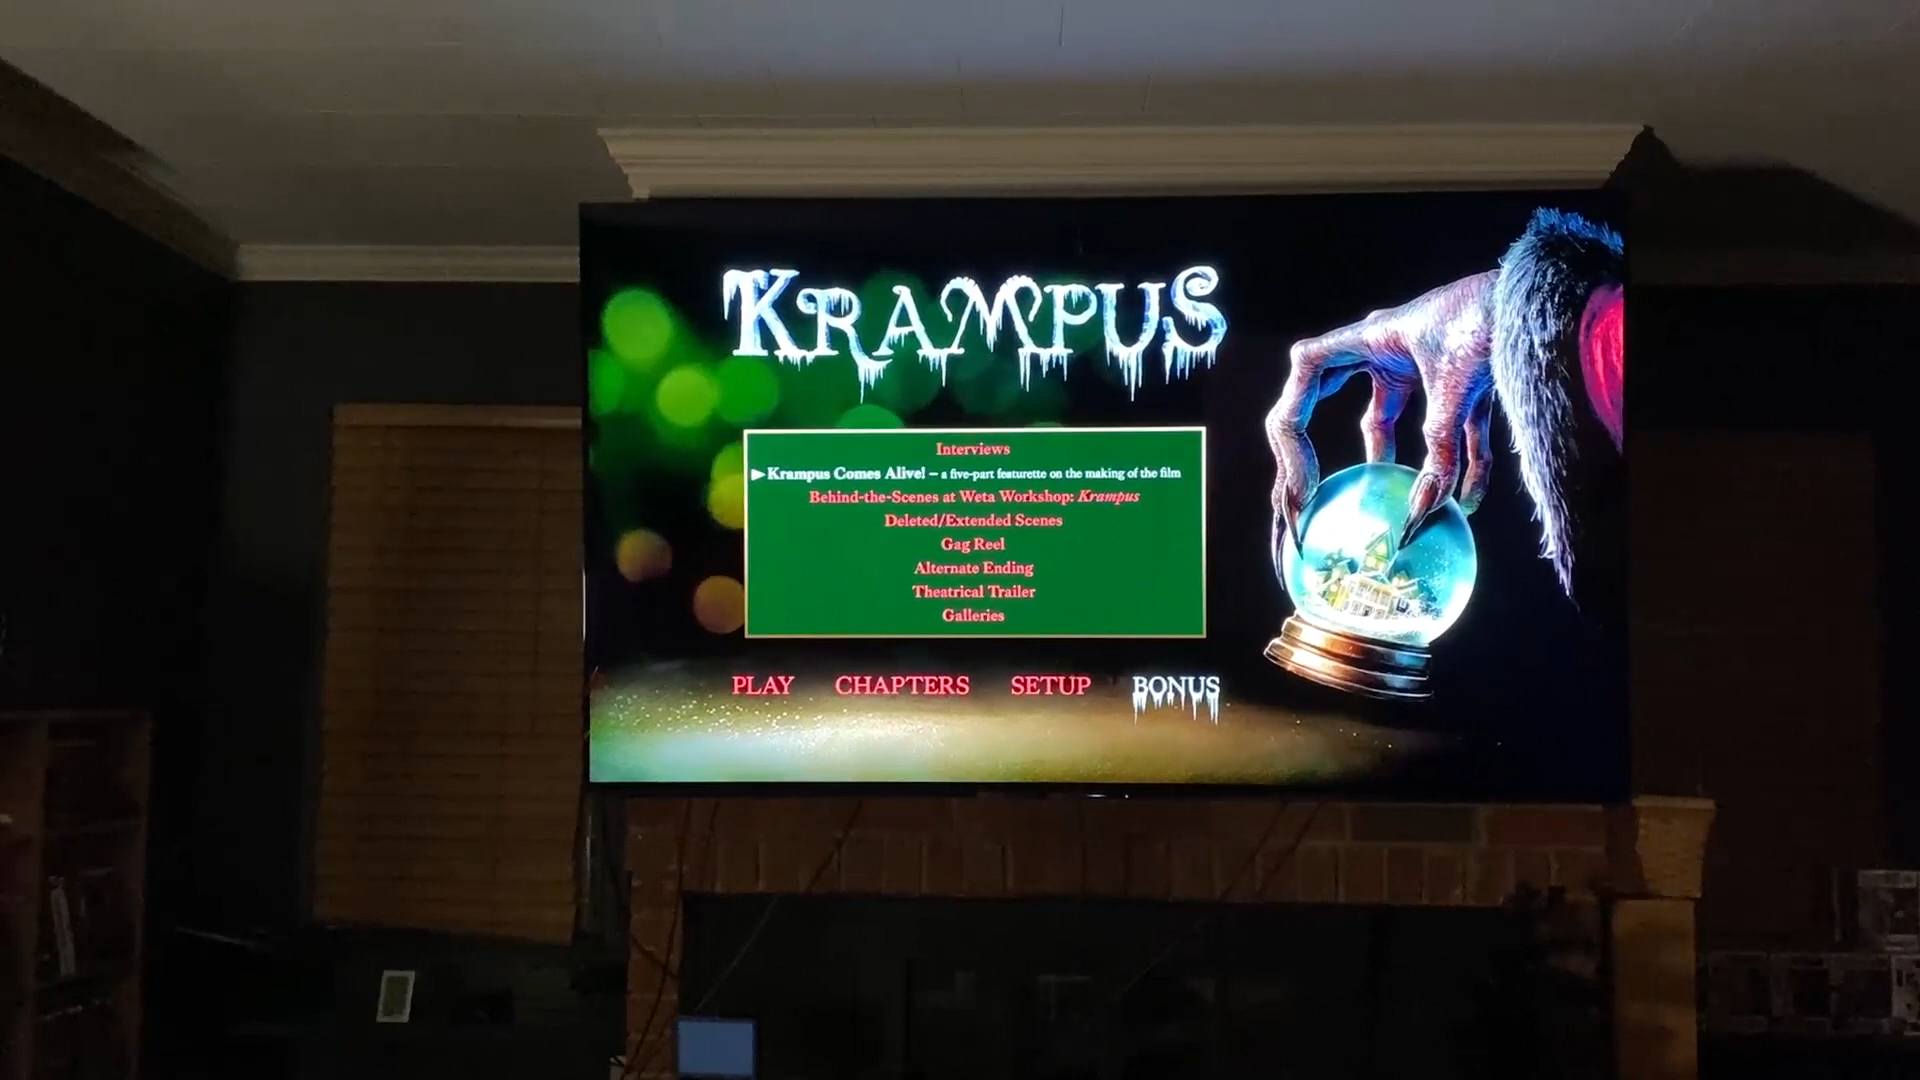 KRAMPUS
Interviews
Krampus Comes Alive! – a five-part featurette on the making of the film
Behind-the-Scenes at Weta Workshop: Krampus
Deleted/Extended Scenes
Gag Reel
Alternate Ending
Theatrical Trailer
Galleries
PLAY CHAPTERS SETUP BONUS